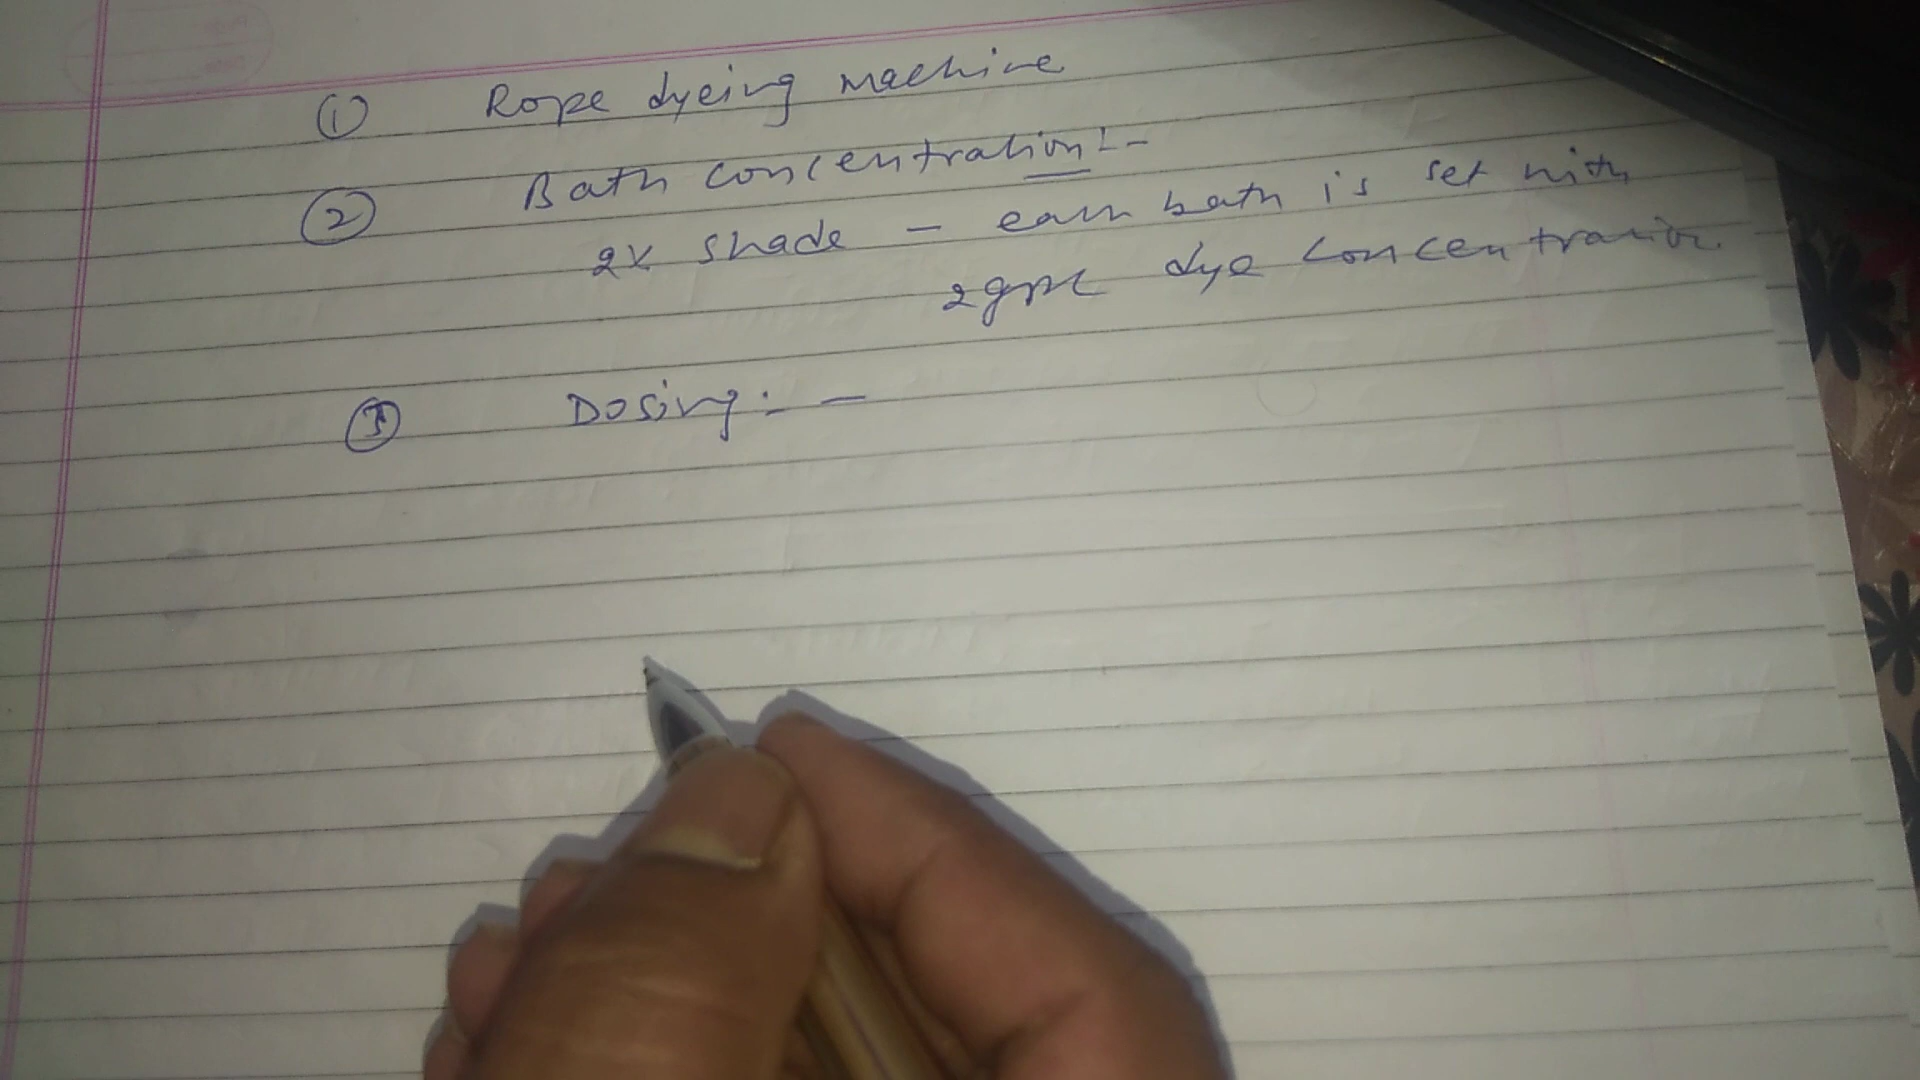 ① Rope dyeing machine
② Bath concentration:-
2% shade - each bath is set with
2gpl dye concentration
③ Dosing:-